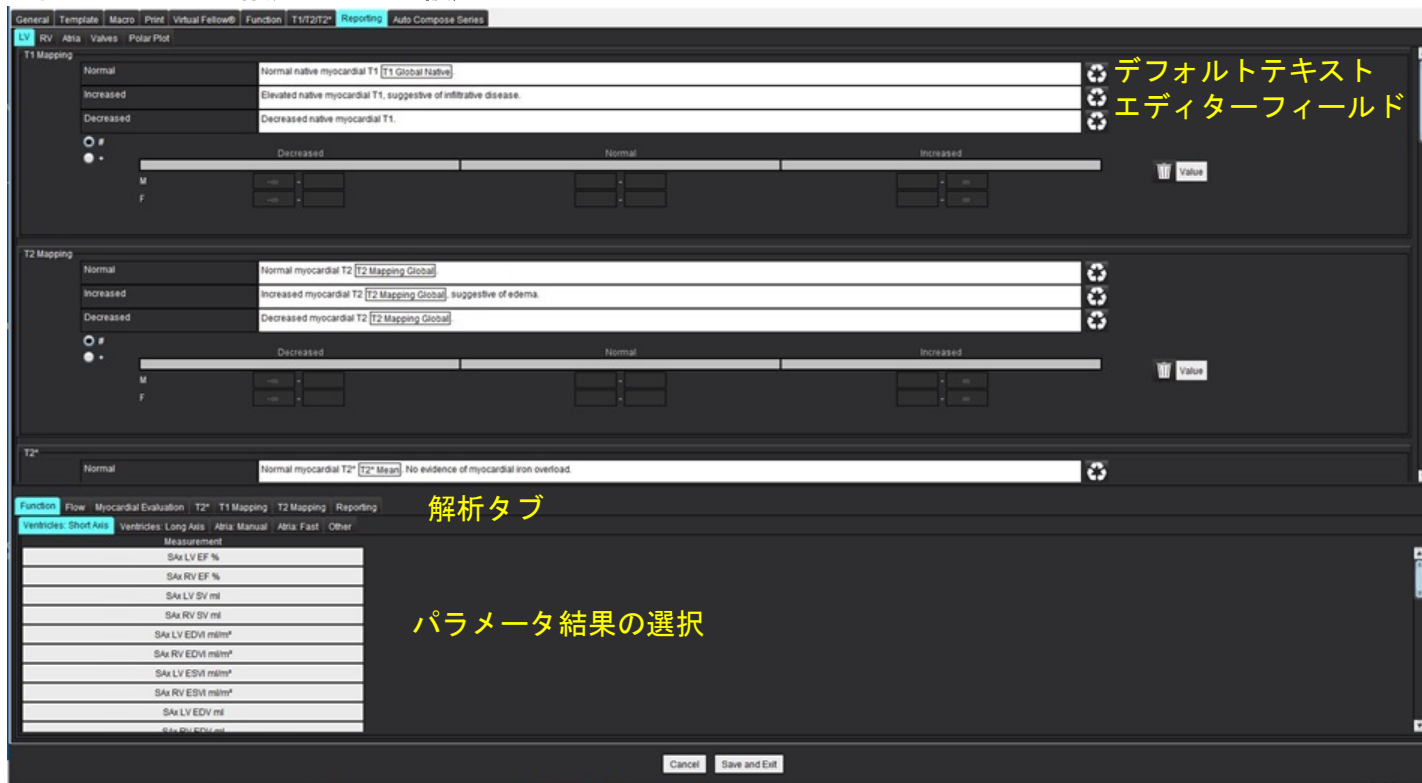 General Template Macro Print Virtual Fellow® Function T1/T2/T2* Reporting Auto Compose Series
LV RV Atria Valves Polar Plot
T1 Mapping
Normal Normal native myocardial T1 T1 Global Native.
デフォルトテキスト
Increased Elevated native myocardial T1, suggestive of infiltrative disease.
エディターフィールド
Decreased Decreased native myocardial T1.
#
Decreased Normal Increased
Value
M -∞ - - - ∞
F -∞ - - - ∞
T2 Mapping
Normal Normal myocardial T2 T2 Mapping Global.
Increased Increased myocardial T2 T2 Mapping Global, suggestive of edema.
Decreased Decreased myocardial T2 T2 Mapping Global.
#
Decreased Normal Increased
Value
M -∞ - - - ∞
F -∞ - - - ∞
T2*
Normal Normal myocardial T2* T2* Mean. No evidence of myocardial iron overload.
Function Flow Myocardial Evaluation T2* T1 Mapping T2 Mapping Reporting
解析タブ
Ventricles: Short Axis Ventricles: Long Axis Atria: Manual Atria: Fast Other
Measurement
SAx LV EF %
SAx RV EF %
SAx LV SV ml
SAx RV SV ml
パラメータ結果の選択
SAx LV EDVI ml/m²
SAx RV EDVI ml/m²
SAx LV ESVI ml/m²
SAx RV ESVI ml/m²
SAx LV EDV ml
SAx RV EDV ml
Cancel Save and Exit